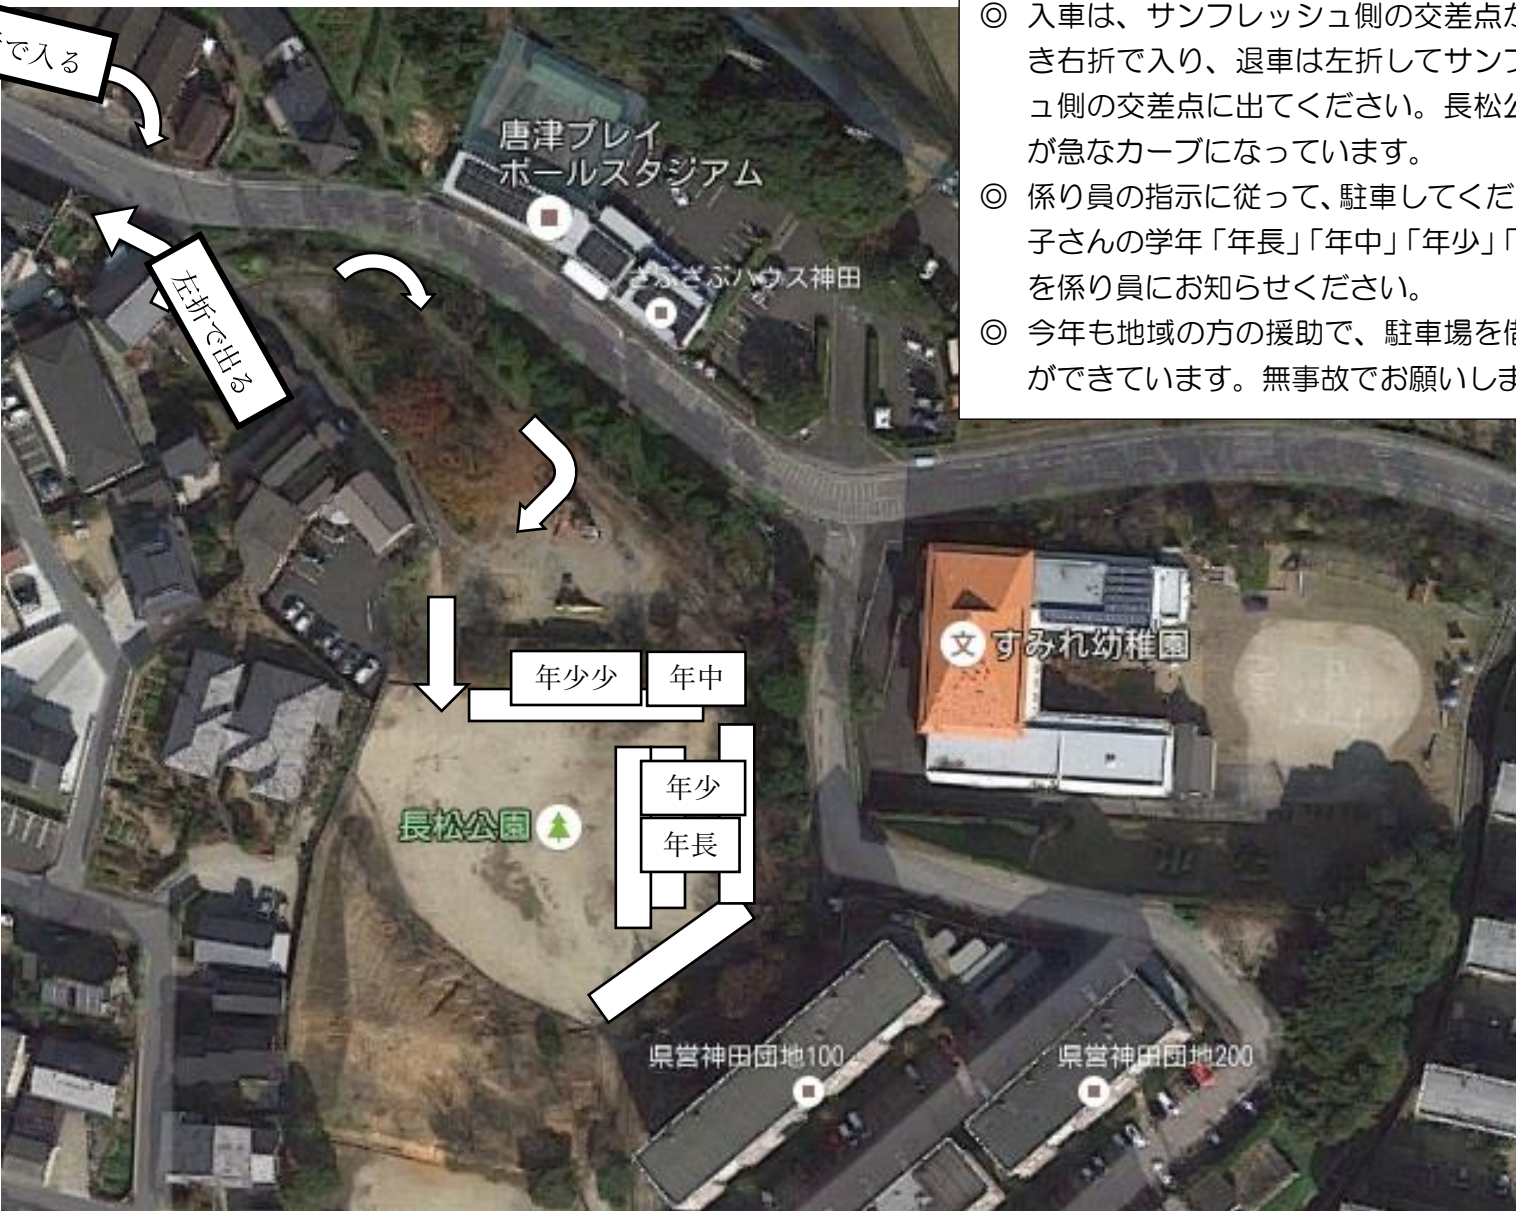 で入る
◎ 入車は、サンフレッシュ側の交差点か
き右折で入り、退車は左折してサンフ
ュ側の交差点に出てください。長松公
が急なカーブになっています。
◎ 係り員の指示に従って、駐車してくだ
子さんの学年「年長」「年中」「年少」「
を係り員にお知らせください。
◎ 今年も地域の方の援助で、駐車場を借
ができています。無事故でお願いしま
唐津プレイ
ボールスタジアム
ざぶざぶハウス神田
左折で出る
文 すみれ幼稚園
年少少
年中
年少
年長
長松公園
県営神田団地100
県営神田団地200